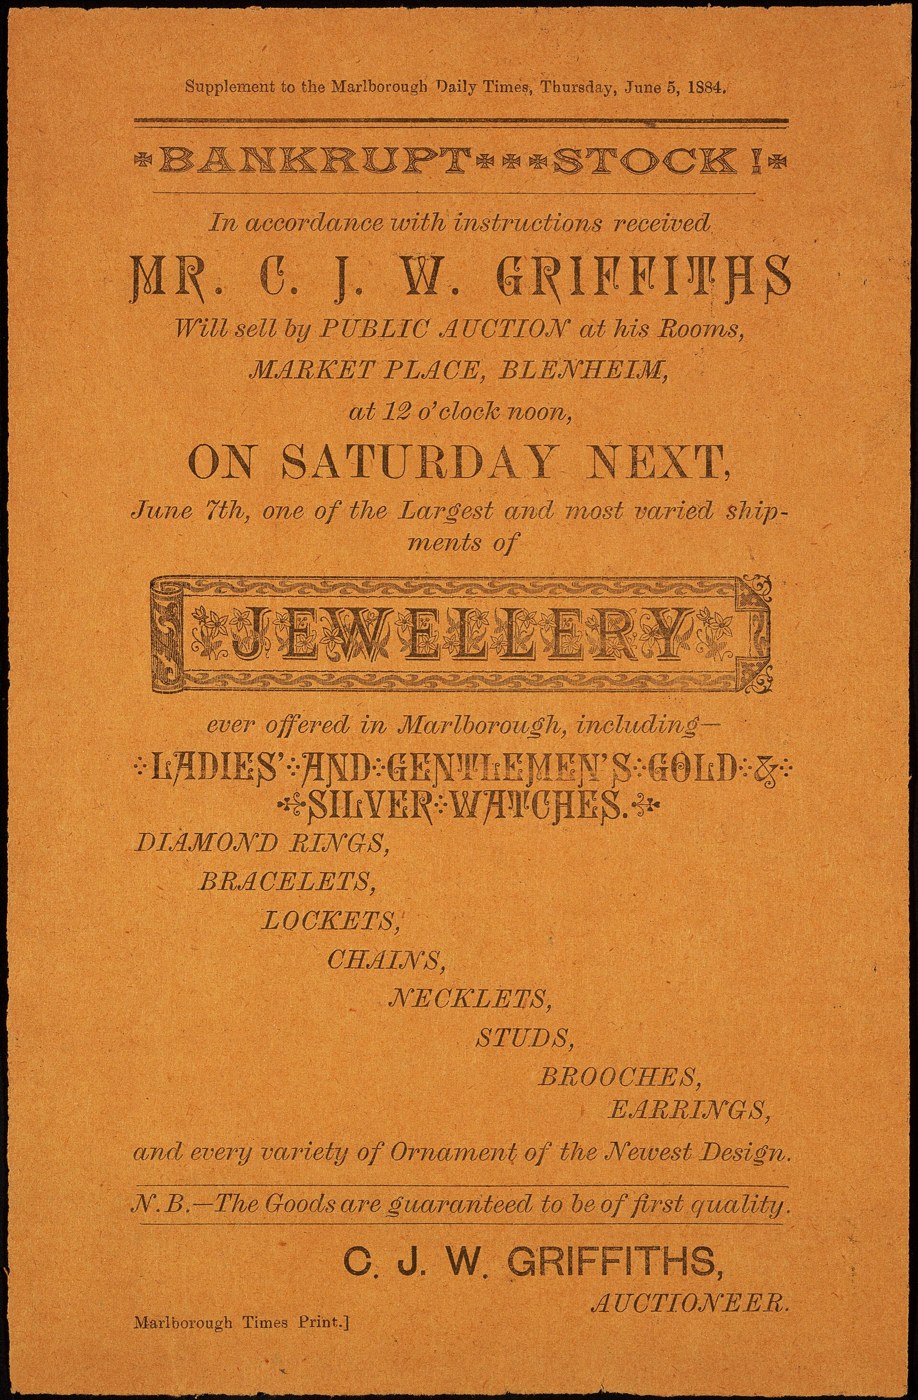 Supplement to the Marlborough Daily Times, Thursday, June 5, 1884.
BANKRUPT STOCK!
In accordance with instructions received
MR. C. J. W. GRIFFITHS
Will sell by PUBLIC AUCTION at his Rooms,
MARKET PLACE, BLENHEIM,
at 12 o'clock noon,
ON SATURDAY NEXT,
June 7th, one of the Largest and most varied ship-
ments of
JEWELLERY
ever offered in Marlborough, including—
LADIES' AND GENTLEMEN'S GOLD &
SILVER WATCHES.
DIAMOND RINGS,
BRACELETS,
LOCKETS,
CHAINS,
NECKLETS,
STUDS,
BROOCHES,
EARRINGS,
and every variety of Ornament of the Newest Design.
N.B.—The Goods are guaranteed to be of first quality.
C. J. W. GRIFFITHS,
AUCTIONEER.
Marlborough Times Print.]